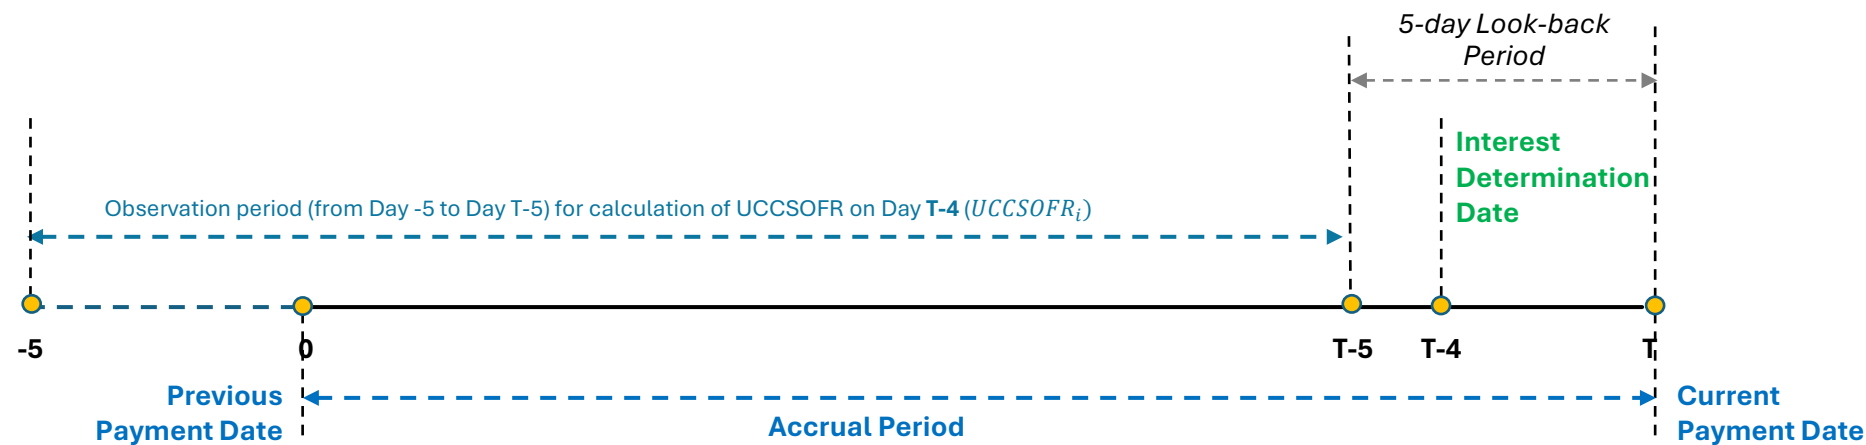 5-day Look-back
Period
Interest
Determination
Date
Observation period (from Day -5 to Day T-5) for calculation of UCCSOFR on Day T-4 (UCCSOFRᵢ)
-5
0
T-5
T-4
T
Previous
Payment Date
Accrual Period
Current
Payment Date